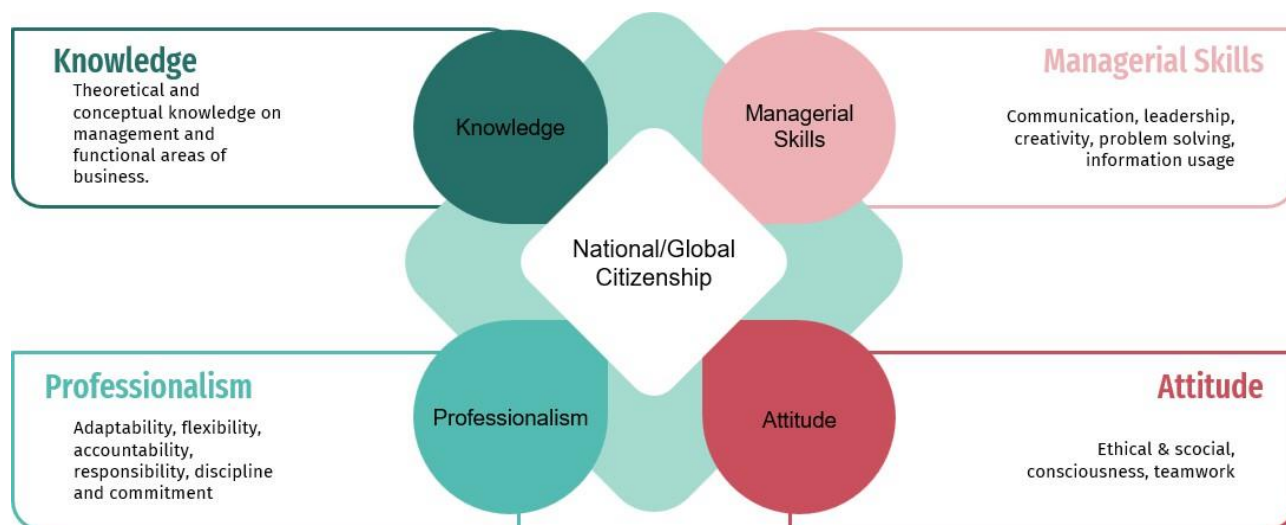 Knowledge
Theoretical and
conceptual knowledge on
management and
functional areas of
business.
Knowledge
Managerial
Skills
Managerial Skills
Communication, leadership,
creativity, problem solving,
information usage
National/Global
Citizenship
Professionalism
Adaptability, flexibility,
accountability,
responsibility, discipline
and commitment
Professionalism
Attitude
Attitude
Ethical & scocial,
consciousness, teamwork